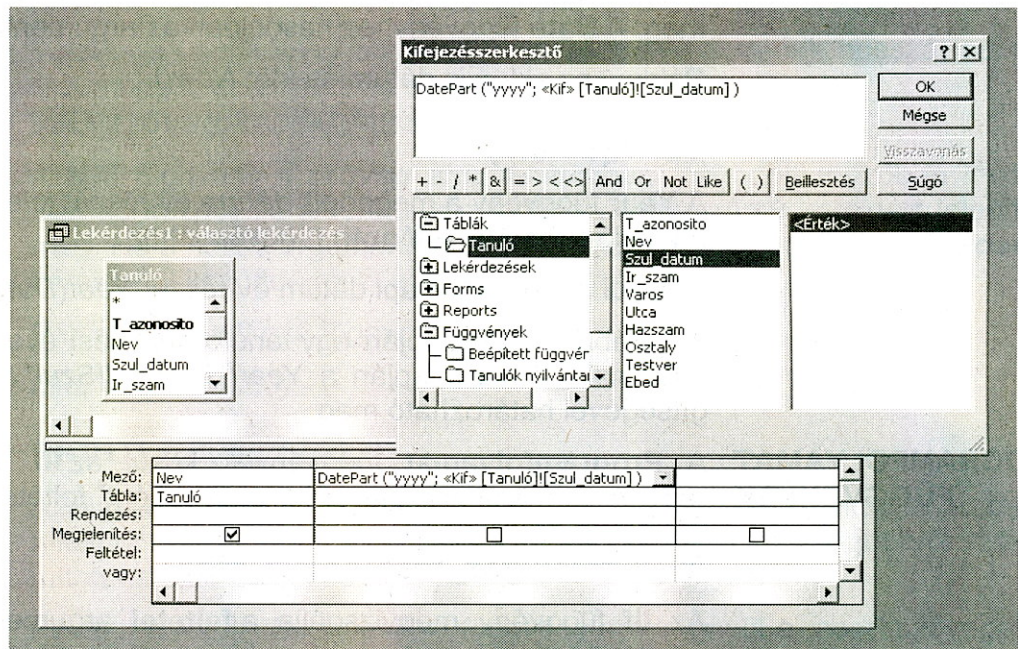 Kifejezésszerkesztő
DatePart ("yyyy"; «Kif» [Tanuló]![Szul_datum] )
OK
Mégse
Visszavonás
+ - / * & = > < <> And Or Not Like ( ) Beillesztés Súgó
Táblák
Tanuló
Lekérdezések
Forms
Reports
Függvények
Beépített függvér
Tanulók nyilvántar
T_azonosito
Nev
Szul_datum
Ir_szam
Varos
Utca
Hazszam
Osztaly
Testver
Ebed
<Érték>
Lekérdezés1 : választó lekérdezés
Tanuló
*
T_azonosito
Nev
Szul_datum
Ir_szam
Mező: Nev DatePart ("yyyy"; «Kif» [Tanuló]![Szul_datum] )
Tábla: Tanuló
Rendezés:
Megjelenítés:
Feltétel:
vagy: